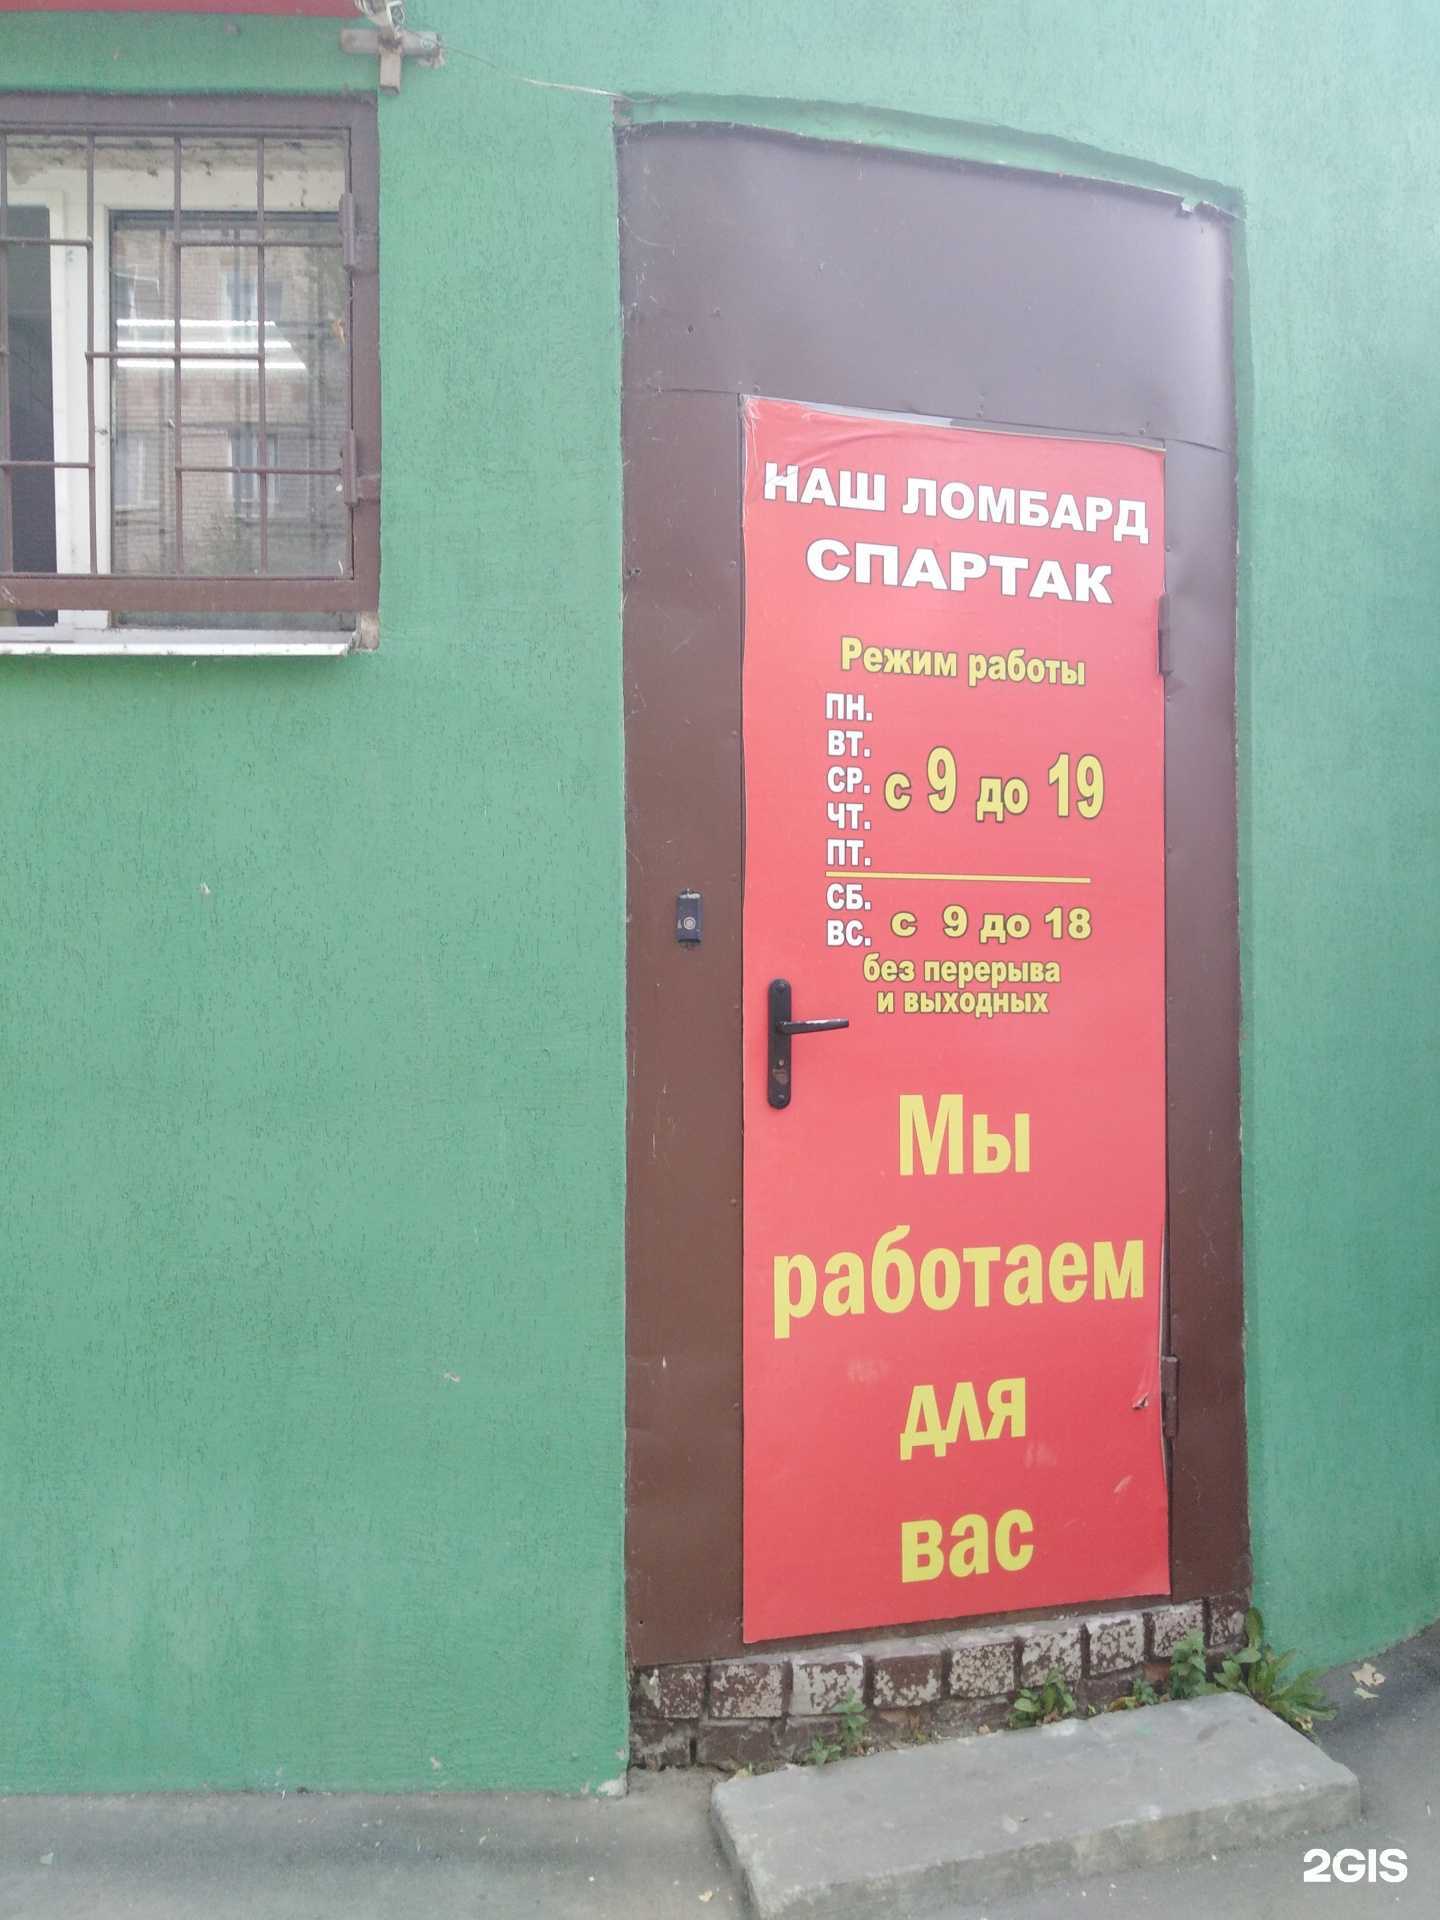 НАШ ЛОМБАРД
СПАРТАК
Режим работы
ПН.
ВТ.
СР. с 9 до 19
ЧТ.
ПТ.
СБ.
ВС. с 9 до 18
без перерыва
и выходных
Мы
работаем
для
вас
2GIS